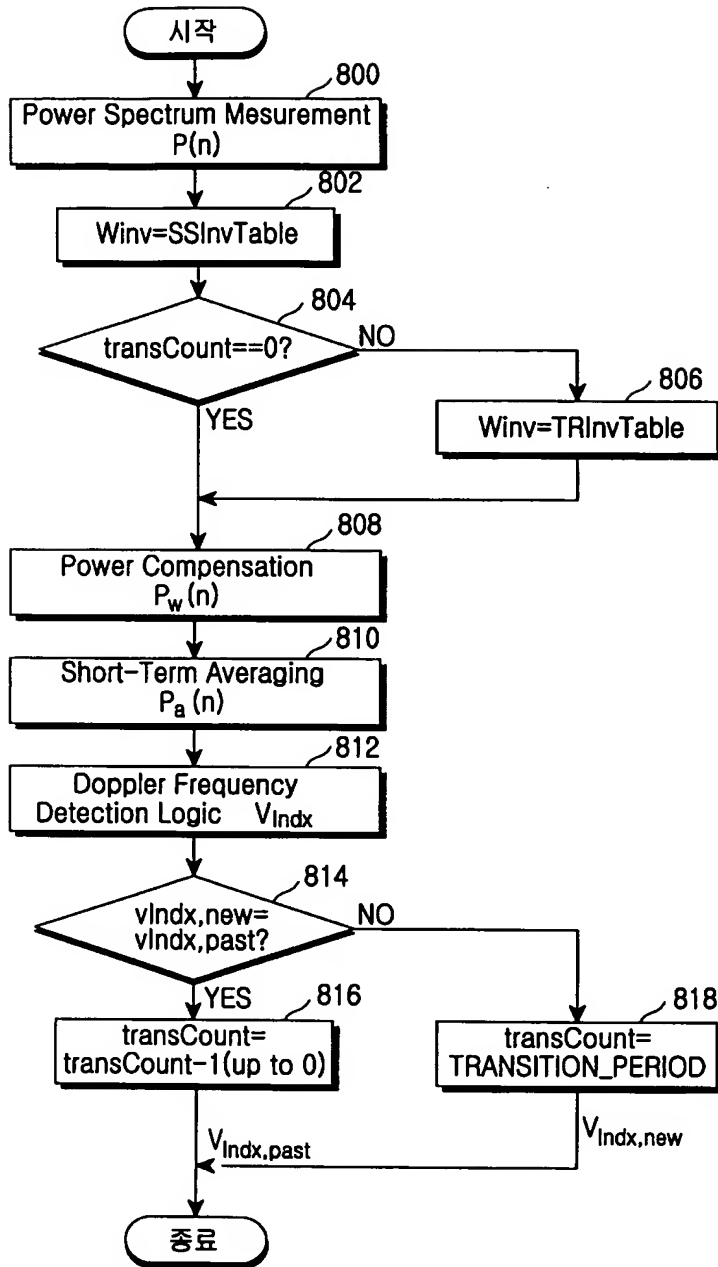 시작
800
Power Spectrum Mesurement
P(n)
802
Winv=SSInvTable
804
transCount==0?
NO
YES
806
Winv=TRInvTable
808
Power Compensation
Pw(n)
810
Short-Term Averaging
Pa(n)
812
Doppler Frequency
Detection Logic VIndx
814
vIndx,new=
vIndx,past?
NO
YES
816
transCount=
transCount-1(up to 0)
818
transCount=
TRANSITION_PERIOD
VIndx,past
VIndx,new
종료